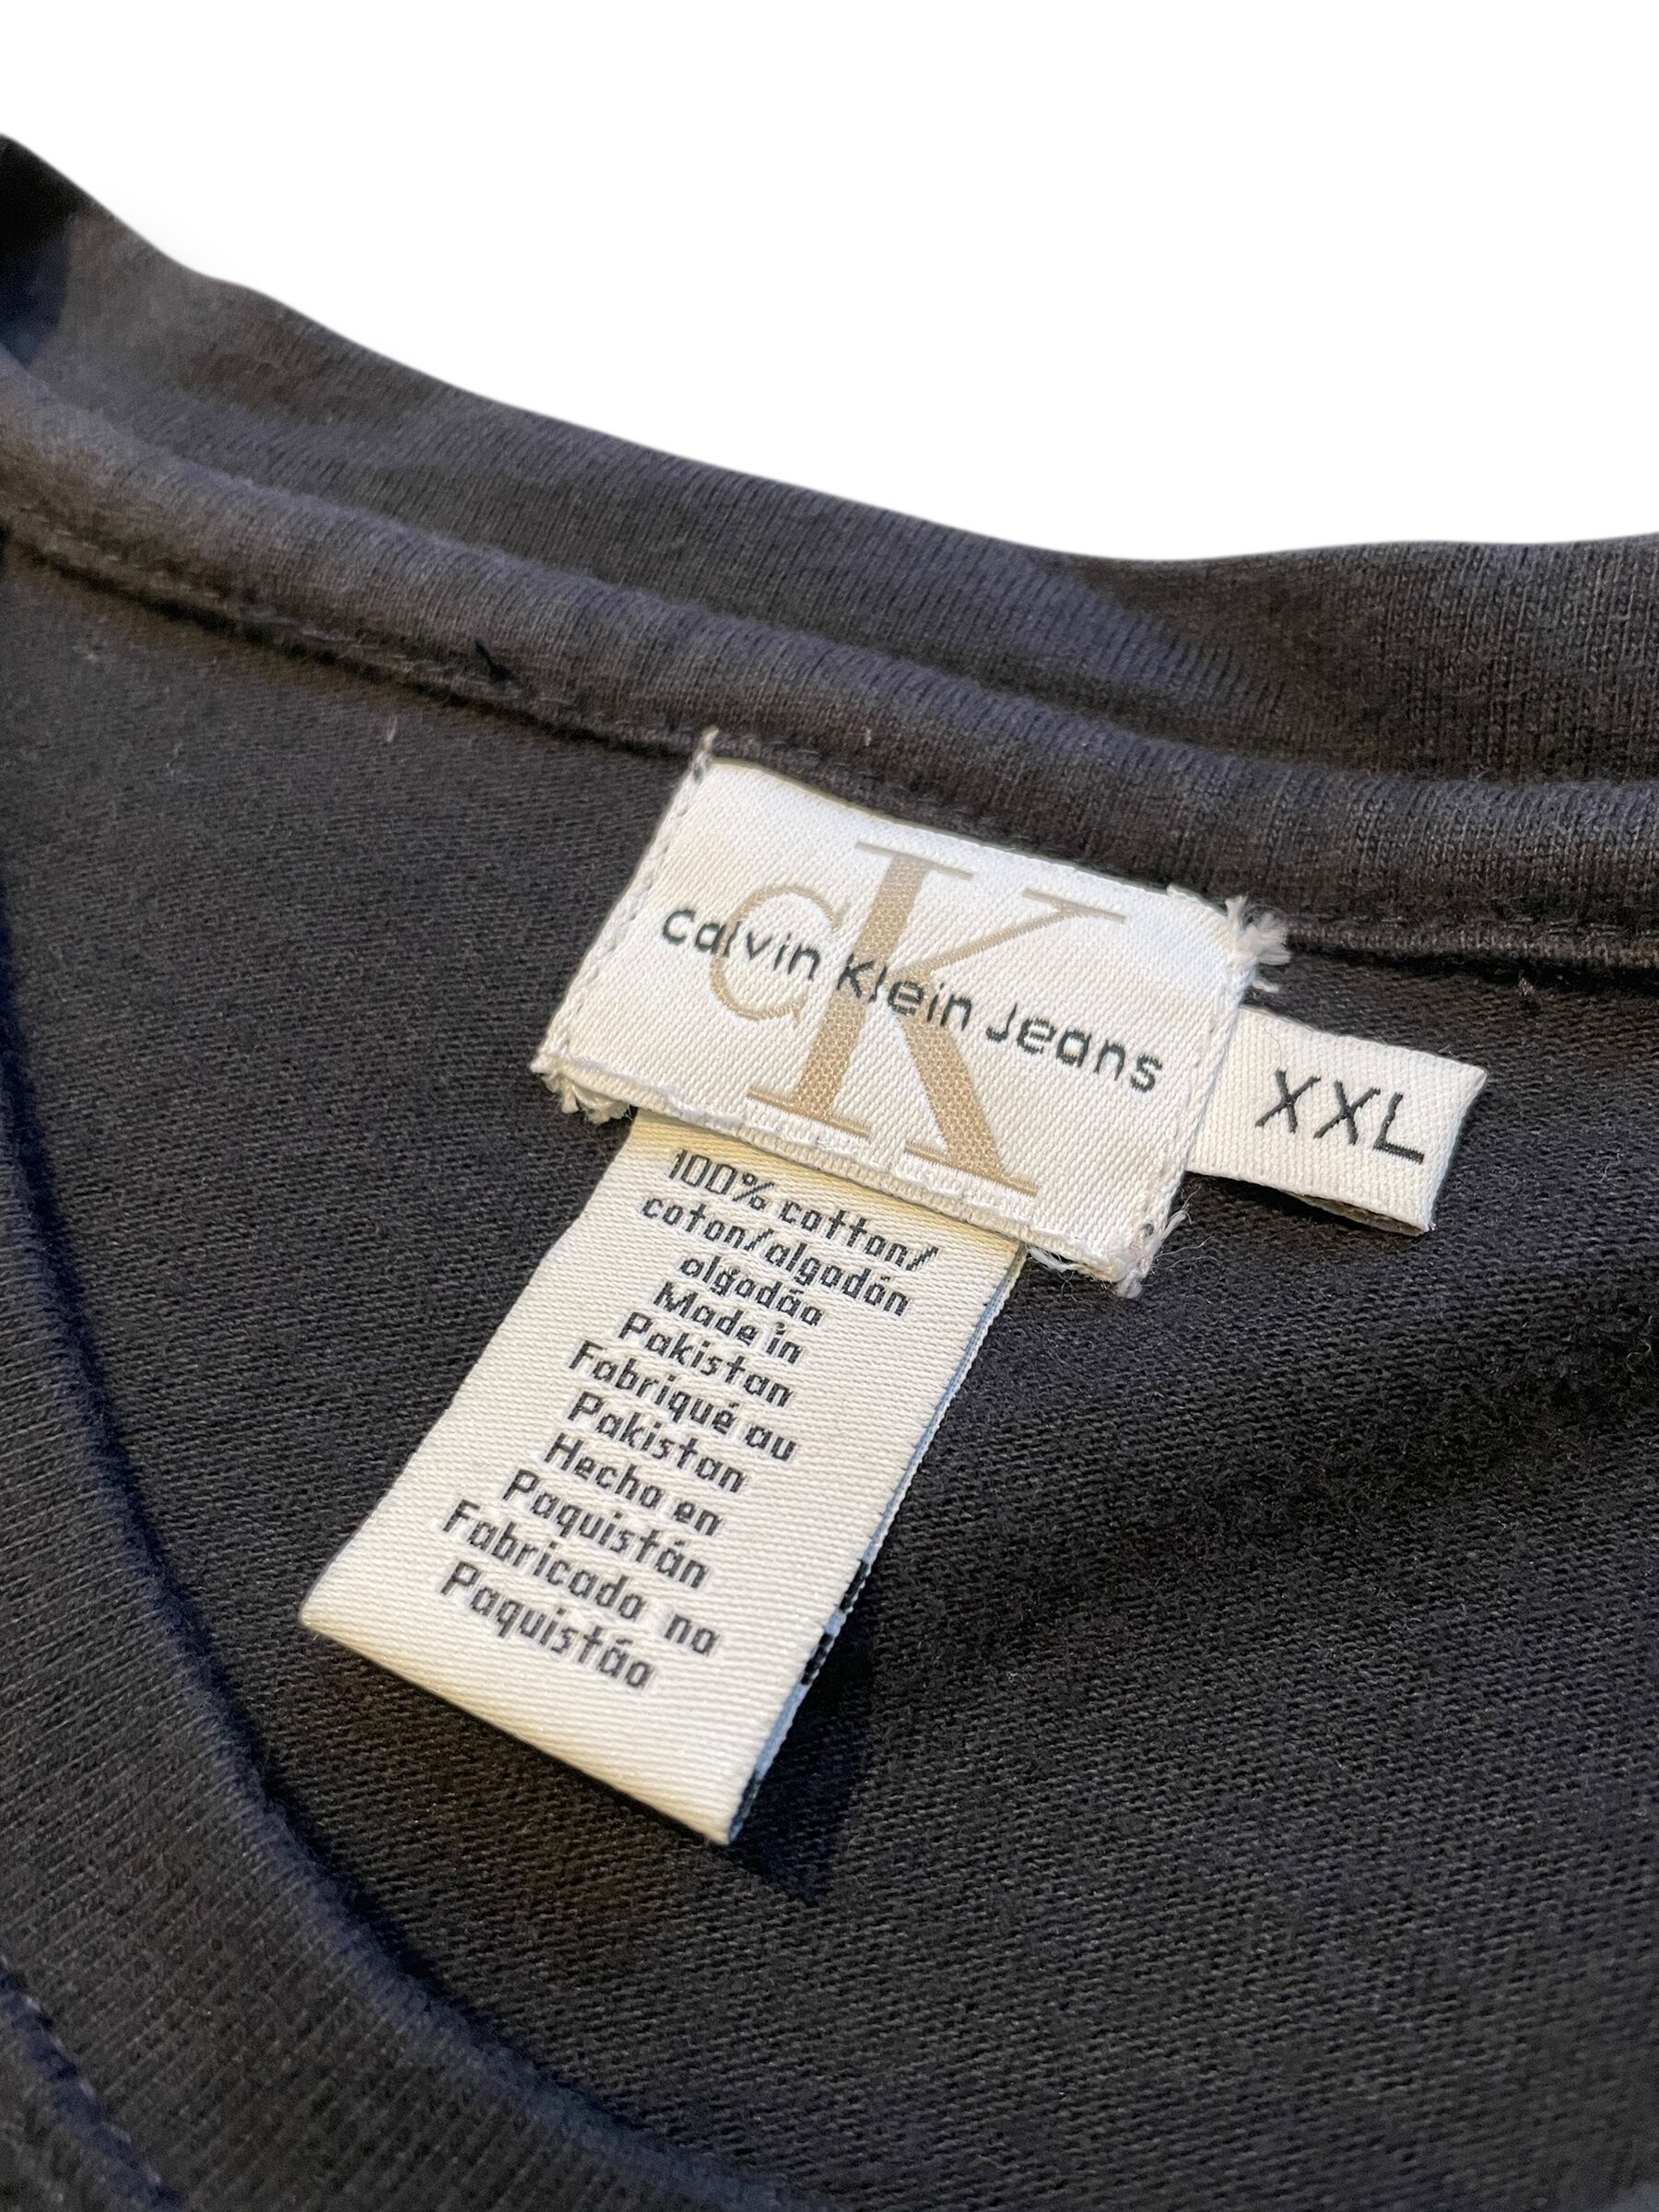 CK
Calvin Klein Jeans
XXL
100% cotton/
coton/algodón
algodão
Made in
Pakistan
Fabriqué au
Pakistan
Hecho en
Paquistán
Fabricado no
Paquistão